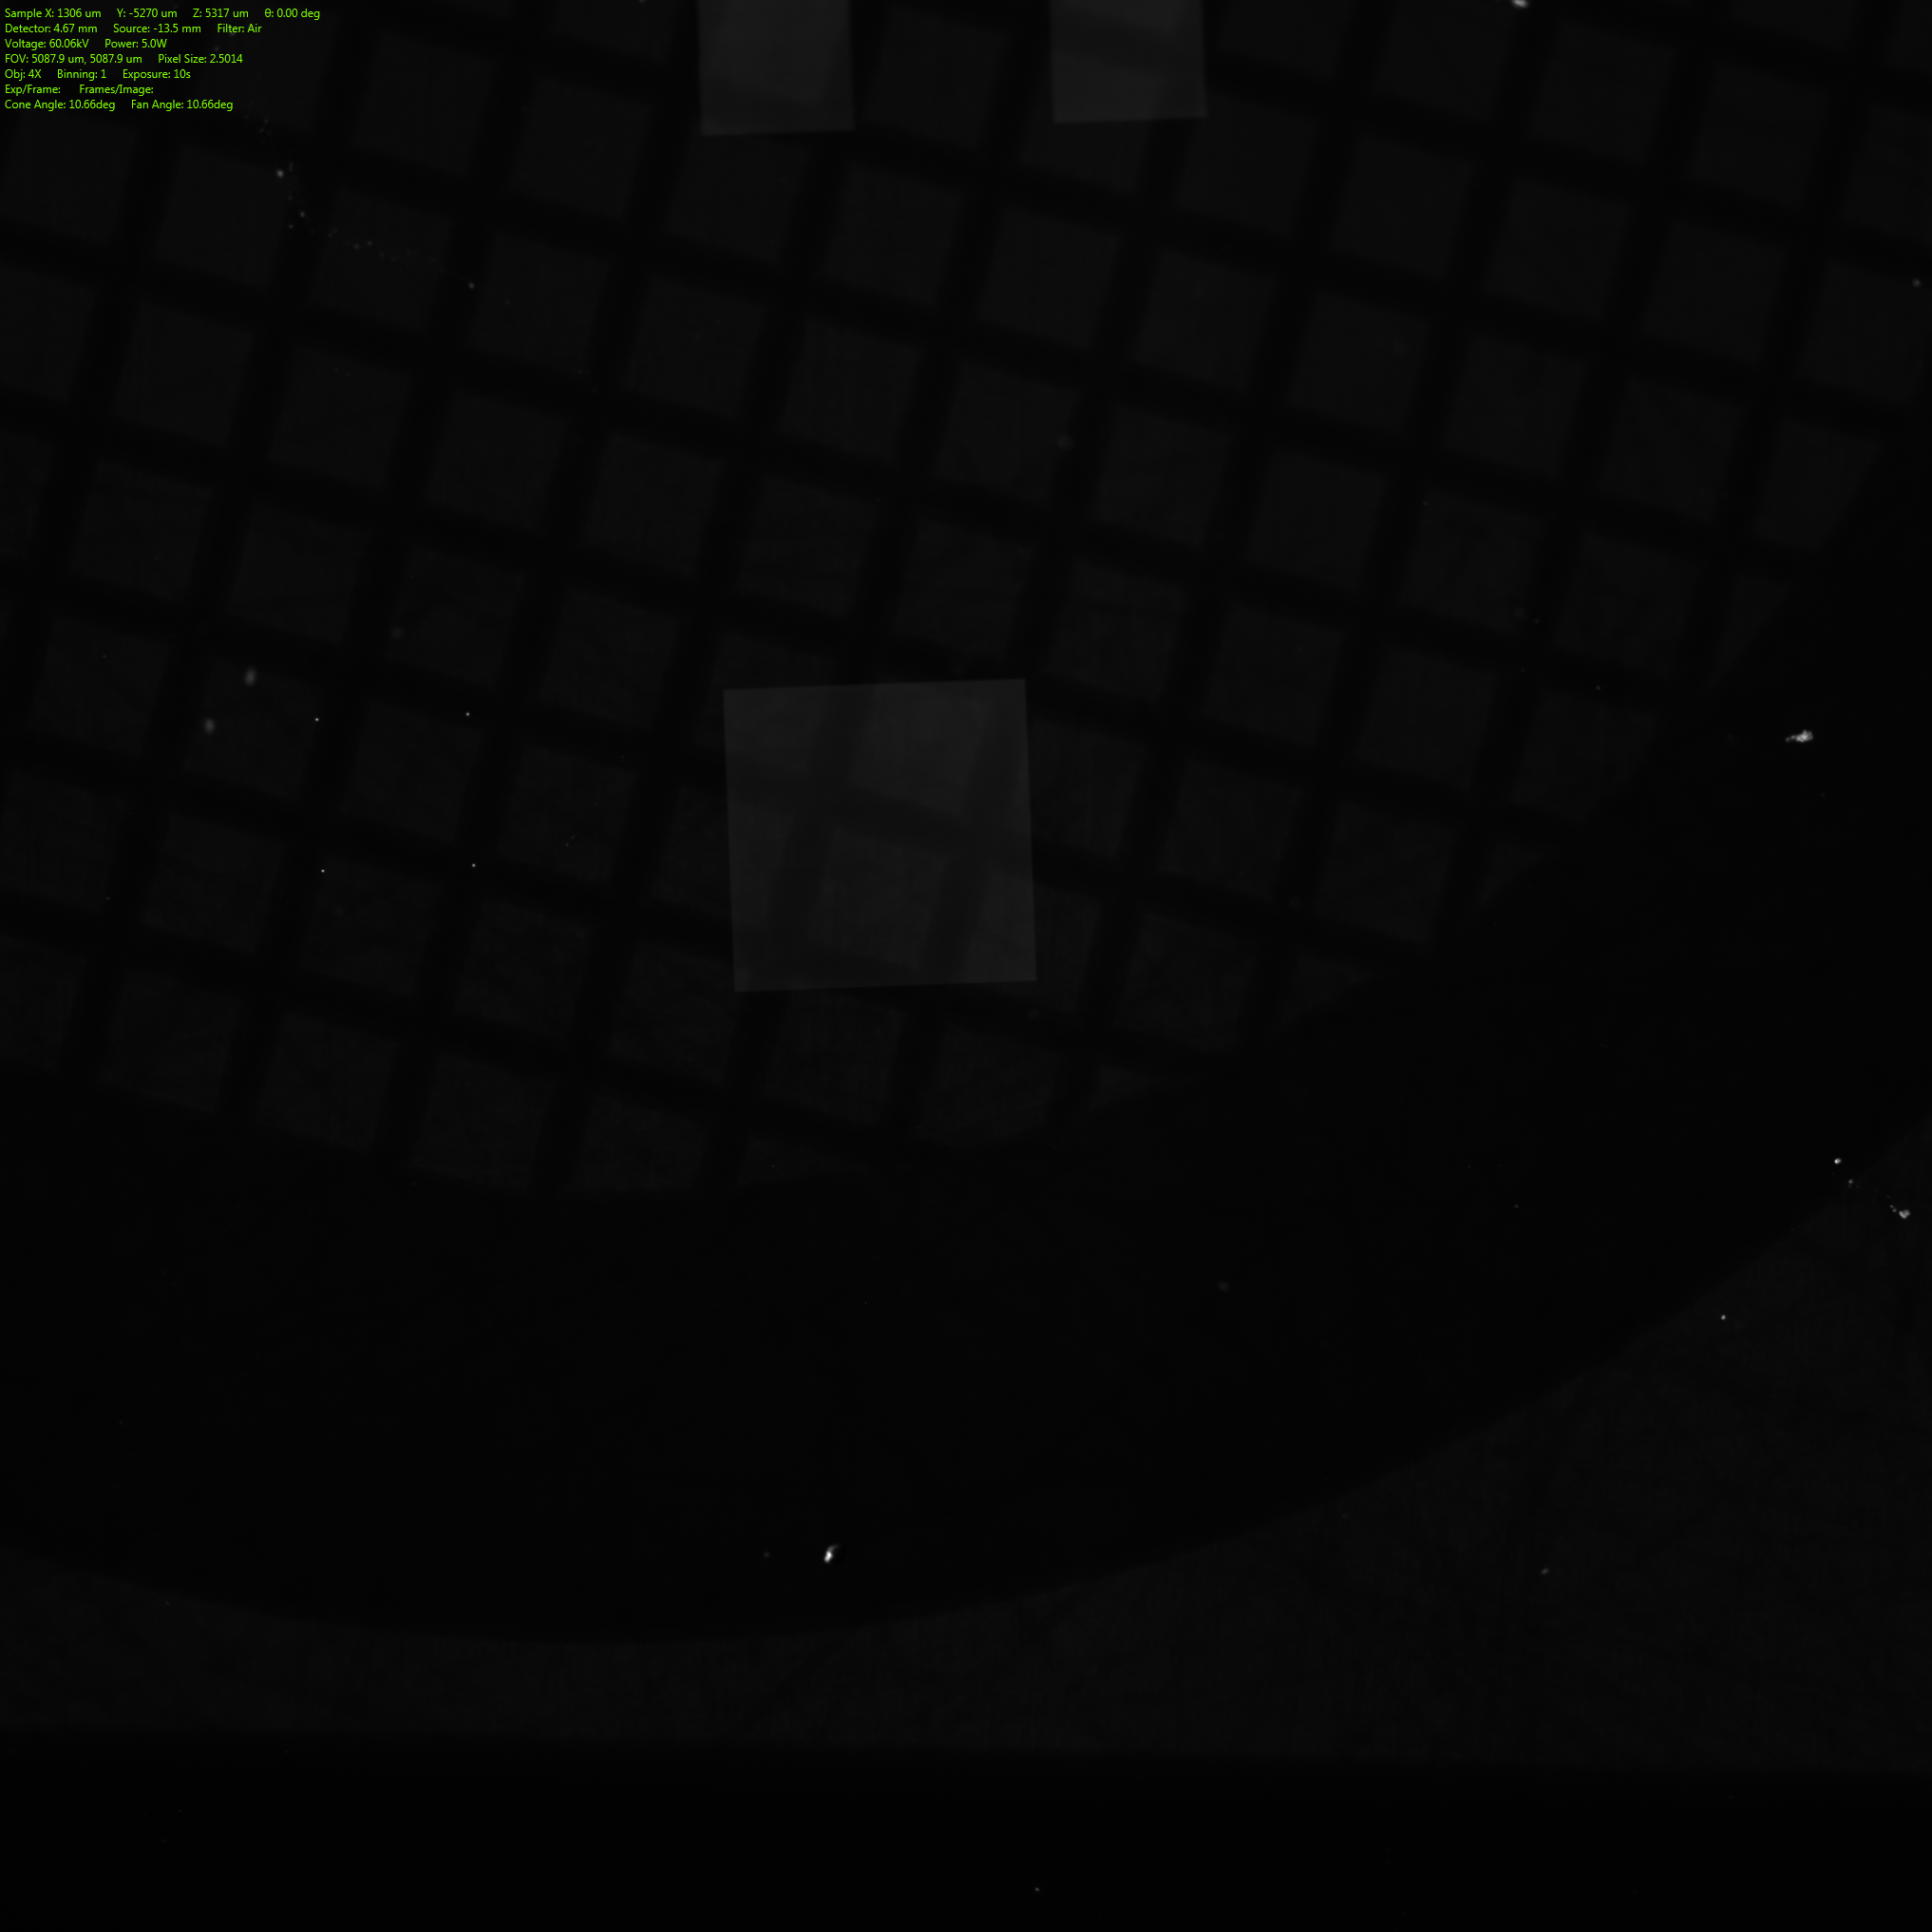 Sample X: 1306 um Y: -5270 um Z: 5317 um θ: 0.00 deg
Detector: 4.67 mm Source: -13.5 mm Filter: Air
Voltage: 60.06kV Power: 5.0W
FOV: 5087.9 um, 5087.9 um Pixel Size: 2.5014
Obj: 4X Binning: 1 Exposure: 10s
Exp/Frame: Frames/Image:
Cone Angle: 10.66deg Fan Angle: 10.66deg